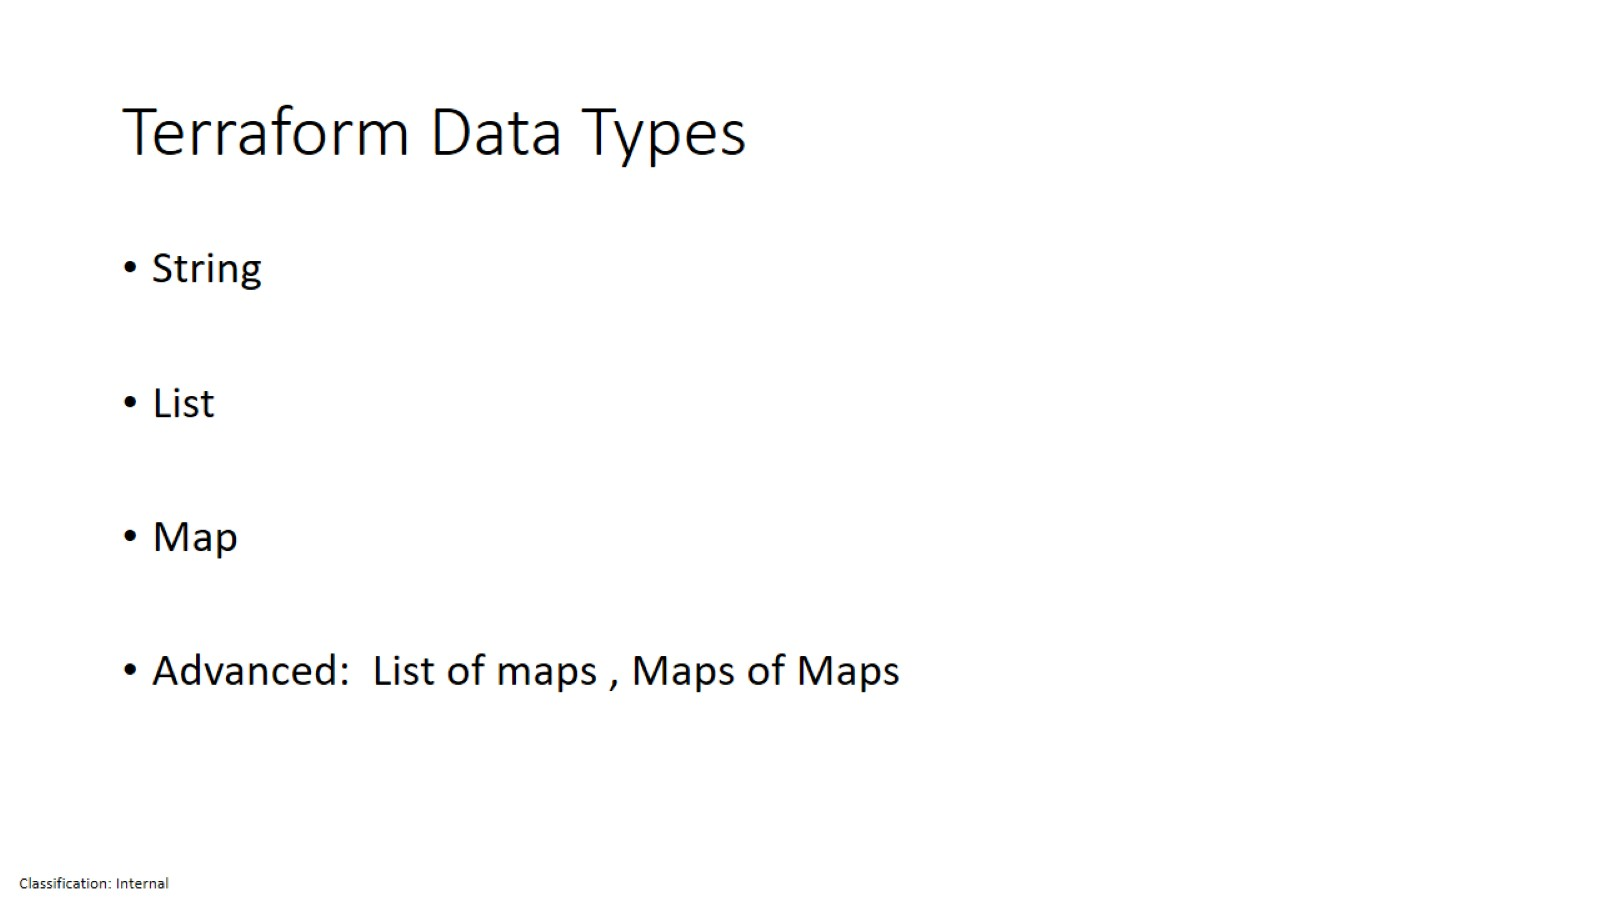 Terraform Data Types
• String
• List
• Map
• Advanced:  List of maps , Maps of Maps
Classification: Internal